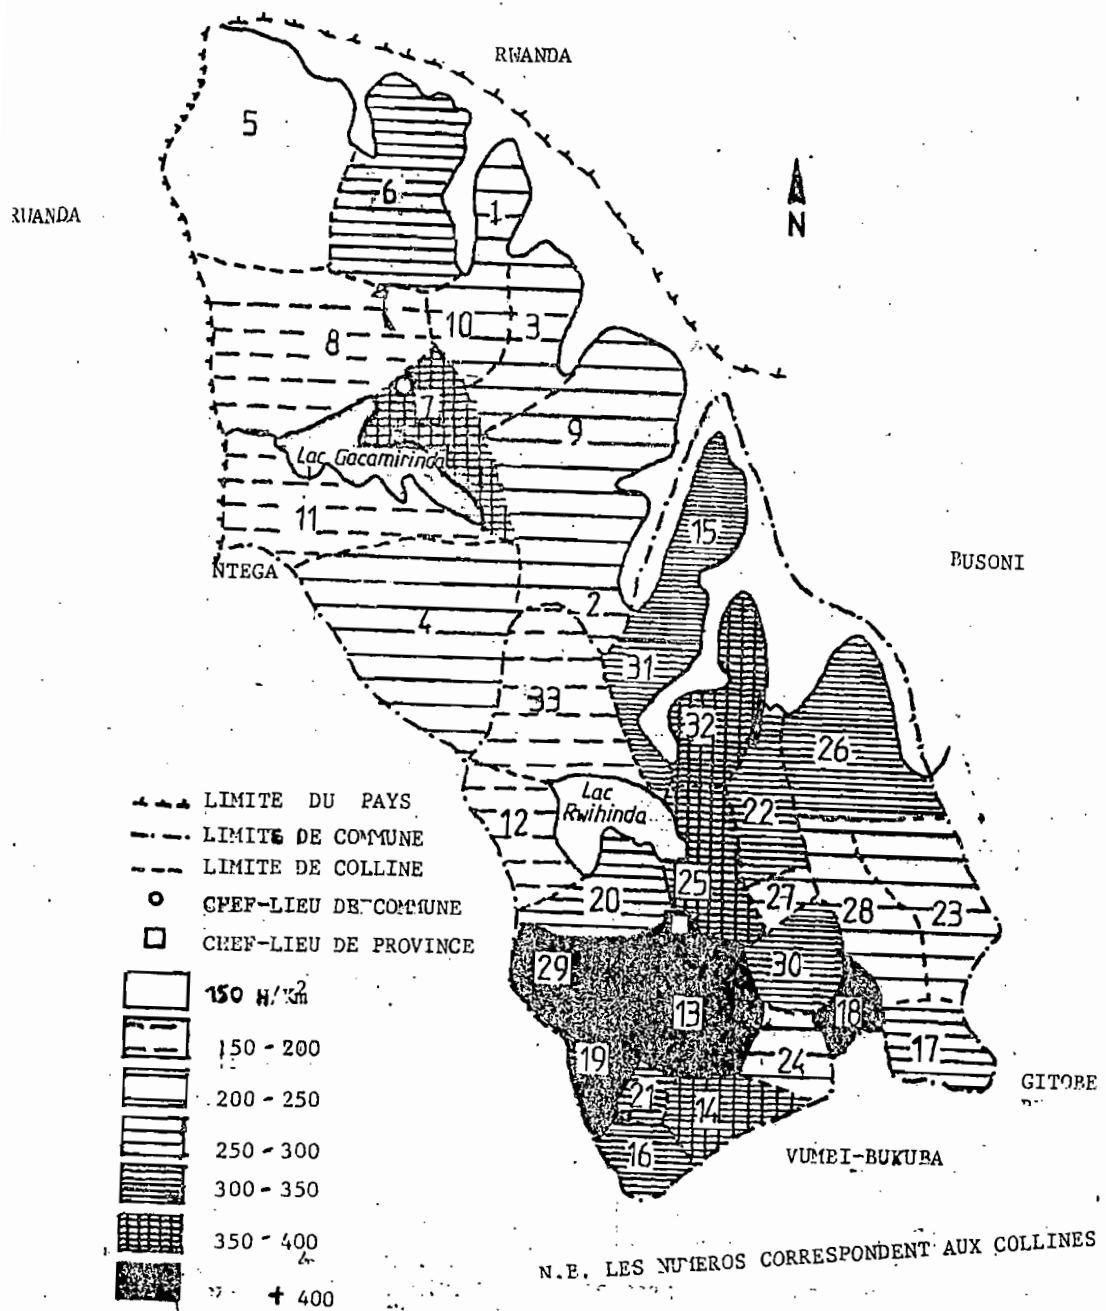 RWANDA
5
RUANDA
6
1
N
10
3
8
7
9
Lac Gacamirinda
11
15
NTEGA
BUSONI
2
4
31
33
32
26
Lac
Rwihinda
22
12
25
27
20
28
23
29
30
13
18
19
24
17
21
14
16
GITOBE
VUMBI-BUKUBA
LIMITE DU PAYS
LIMITE DE COMMUNE
LIMITE DE COLLINE
CHEF-LIEU DE COMMUNE
CHEF-LIEU DE PROVINCE
150 H/Km²
150 - 200
200 - 250
250 - 300
300 - 350
350 - 400
+ 400
N.B. LES NUMEROS CORRESPONDENT AUX COLLINES